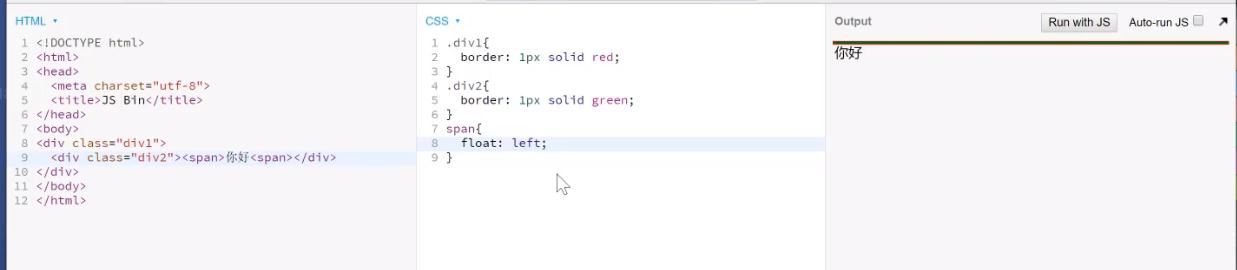 HTML
1 <!DOCTYPE html>
2 <html>
3 <head>
4   <meta charset="utf-8">
5   <title>JS Bin</title>
6 </head>
7 <body>
8 <div class="div1">
9   <div class="div2"><span>你好<span></div>
10 </div>
11 </body>
12 </html>
CSS
1 .div1{
2   border: 1px solid red;
3 }
4 .div2{
5   border: 1px solid green;
6 }
7 span{
8   float: left;
9 }
Output Run with JS Auto-run JS
你好